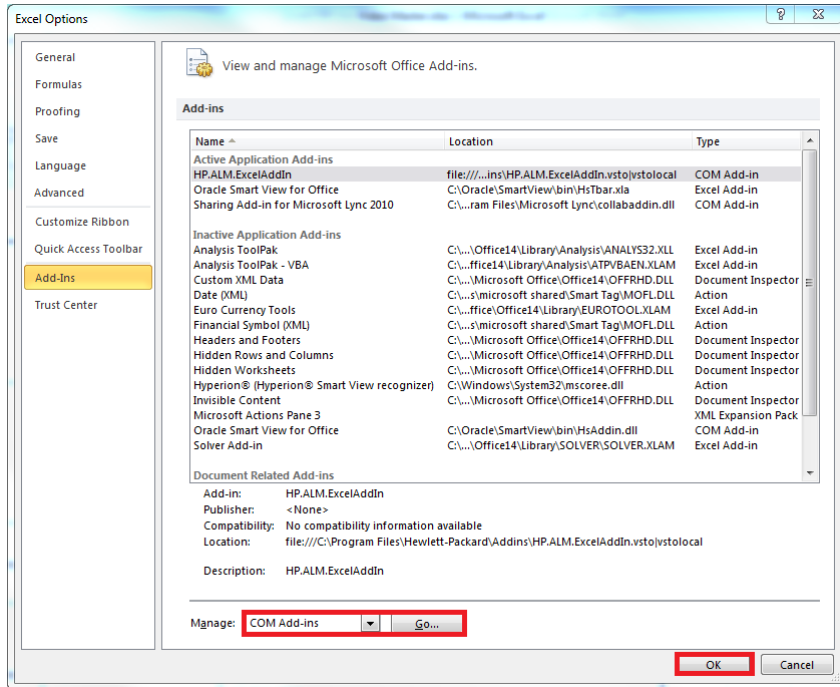 Excel Options
General
Formulas
Proofing
Save
Language
Advanced
Customize Ribbon
Quick Access Toolbar
Add-Ins
Trust Center
View and manage Microsoft Office Add-ins.
Add-ins
Name Location Type
Active Application Add-ins
HP.ALM.ExcelAddIn file:///...ins\HP.ALM.ExcelAddIn.vsto|vstolocal COM Add-in
Oracle Smart View for Office C:\Oracle\SmartView\bin\HsTbar.xla Excel Add-in
Sharing Add-in for Microsoft Lync 2010 C:\...ram Files\Microsoft Lync\collabaddin.dll COM Add-in
Inactive Application Add-ins
Analysis ToolPak C:\...\Office14\Library\Analysis\ANALYS32.XLL Excel Add-in
Analysis ToolPak - VBA C:\...ffice14\Library\Analysis\ATPVBAEN.XLAM Excel Add-in
Custom XML Data C:\...\Microsoft Office\Office14\OFFRHD.DLL Document Inspector
Date (XML) C:\...s\microsoft shared\Smart Tag\MOFL.DLL Action
Euro Currency Tools C:\...ffice\Office14\Library\EUROTOOL.XLAM Excel Add-in
Financial Symbol (XML) C:\...s\microsoft shared\Smart Tag\MOFL.DLL Action
Headers and Footers C:\...\Microsoft Office\Office14\OFFRHD.DLL Document Inspector
Hidden Rows and Columns C:\...\Microsoft Office\Office14\OFFRHD.DLL Document Inspector
Hidden Worksheets C:\...\Microsoft Office\Office14\OFFRHD.DLL Document Inspector
Hyperion® (Hyperion® Smart View recognizer) C:\Windows\System32\mscoree.dll Action
Invisible Content C:\...\Microsoft Office\Office14\OFFRHD.DLL Document Inspector
Microsoft Actions Pane 3 XML Expansion Pack
Oracle Smart View for Office C:\Oracle\SmartView\bin\HsAddin.dll COM Add-in
Solver Add-in C:\...\Office14\Library\SOLVER\SOLVER.XLAM Excel Add-in
Document Related Add-ins
Add-in: HP.ALM.ExcelAddIn
Publisher: <None>
Compatibility: No compatibility information available
Location: file:///C:\Program Files\Hewlett-Packard\Addins\HP.ALM.ExcelAddIn.vsto|vstolocal
Description: HP.ALM.ExcelAddIn
Manage: COM Add-ins Go...
OK Cancel